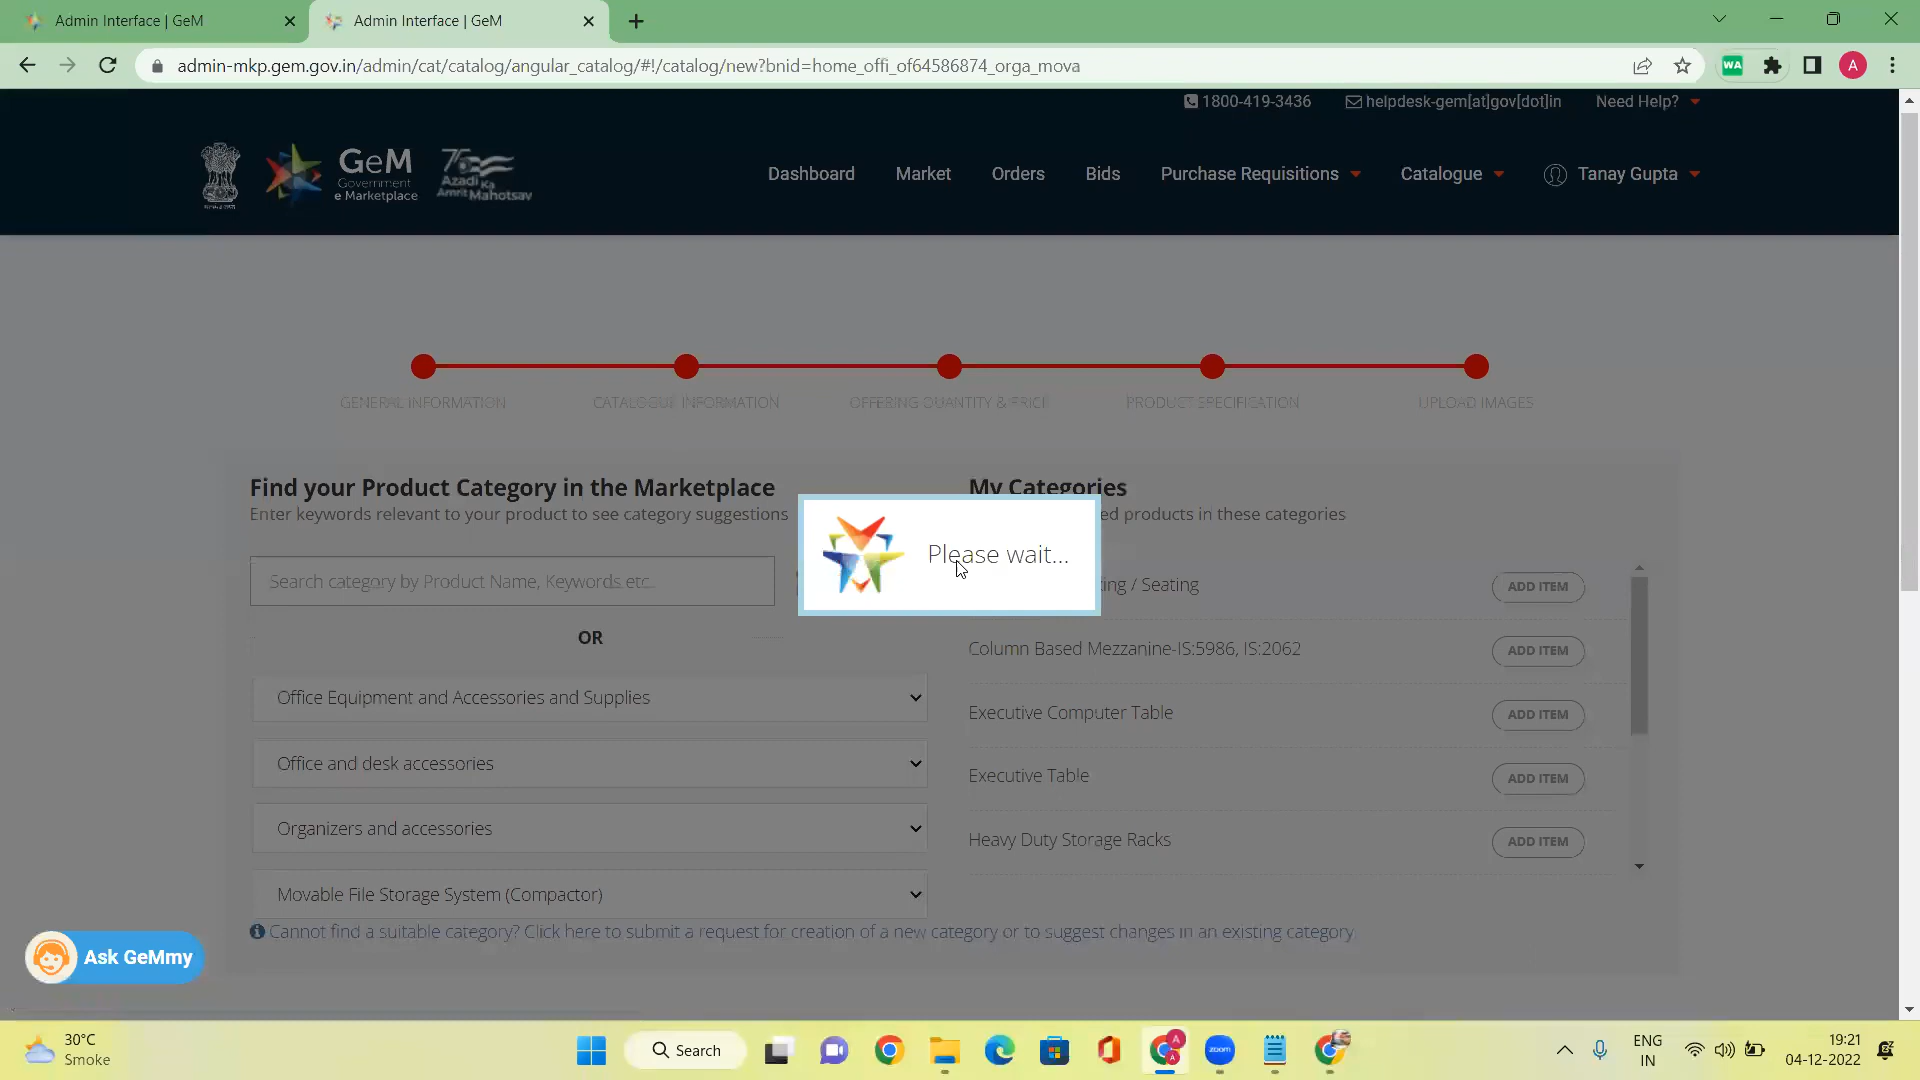 Admin Interface | GeM
Admin Interface | GeM
admin-mkp.gem.gov.in/admin/cat/catalog/angular_catalog/#!/catalog/new?bnid=home_offi_of64586874_orga_mova
WA
A
1800-419-3436
helpdesk-gem[at]gov[dot]in
Need Help?
GeM
Government
e Marketplace
75
Azadi Ka
Amrit Mahotsav
Dashboard
Market
Orders
Bids
Purchase Requisitions
Catalogue
Tanay Gupta
GENERAL INFORMATION
CATALOGUE INFORMATION
OFFERING QUANTITY & PRICE
PRODUCT SPECIFICATION
UPLOAD IMAGES
Find your Product Category in the Marketplace
Enter keywords relevant to your product to see category suggestions
Search category by Product Name, Keywords etc.
OR
Office Equipment and Accessories and Supplies
Office and desk accessories
Organizers and accessories
Movable File Storage System (Compactor)
Cannot find a suitable category? Click here to submit a request for creation of a new category or to suggest changes in an existing category.
My Categories
products in these categories
Please wait...
/ Seating
ADD ITEM
Column Based Mezzanine-IS:5986, IS:2062
ADD ITEM
Executive Computer Table
ADD ITEM
Executive Table
ADD ITEM
Heavy Duty Storage Racks
ADD ITEM
Ask GeMmy
30°C
Smoke
Search
A
A
zoom
ENG
IN
19:21
04-12-2022